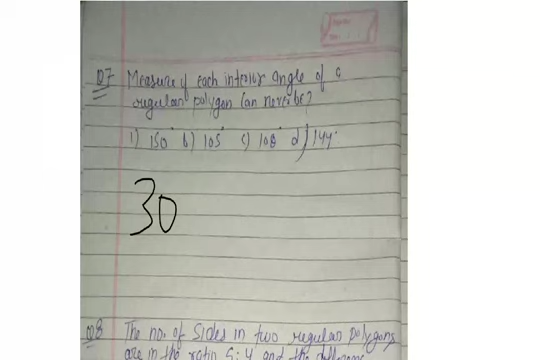 Q7 Measure of each interior angle of a
regular polygon can never be?
1) 150° b) 105° c) 108° d) 144°
30
Q8 The no. of sides in two regular polygons
are in the ratio 5:4 and the difference